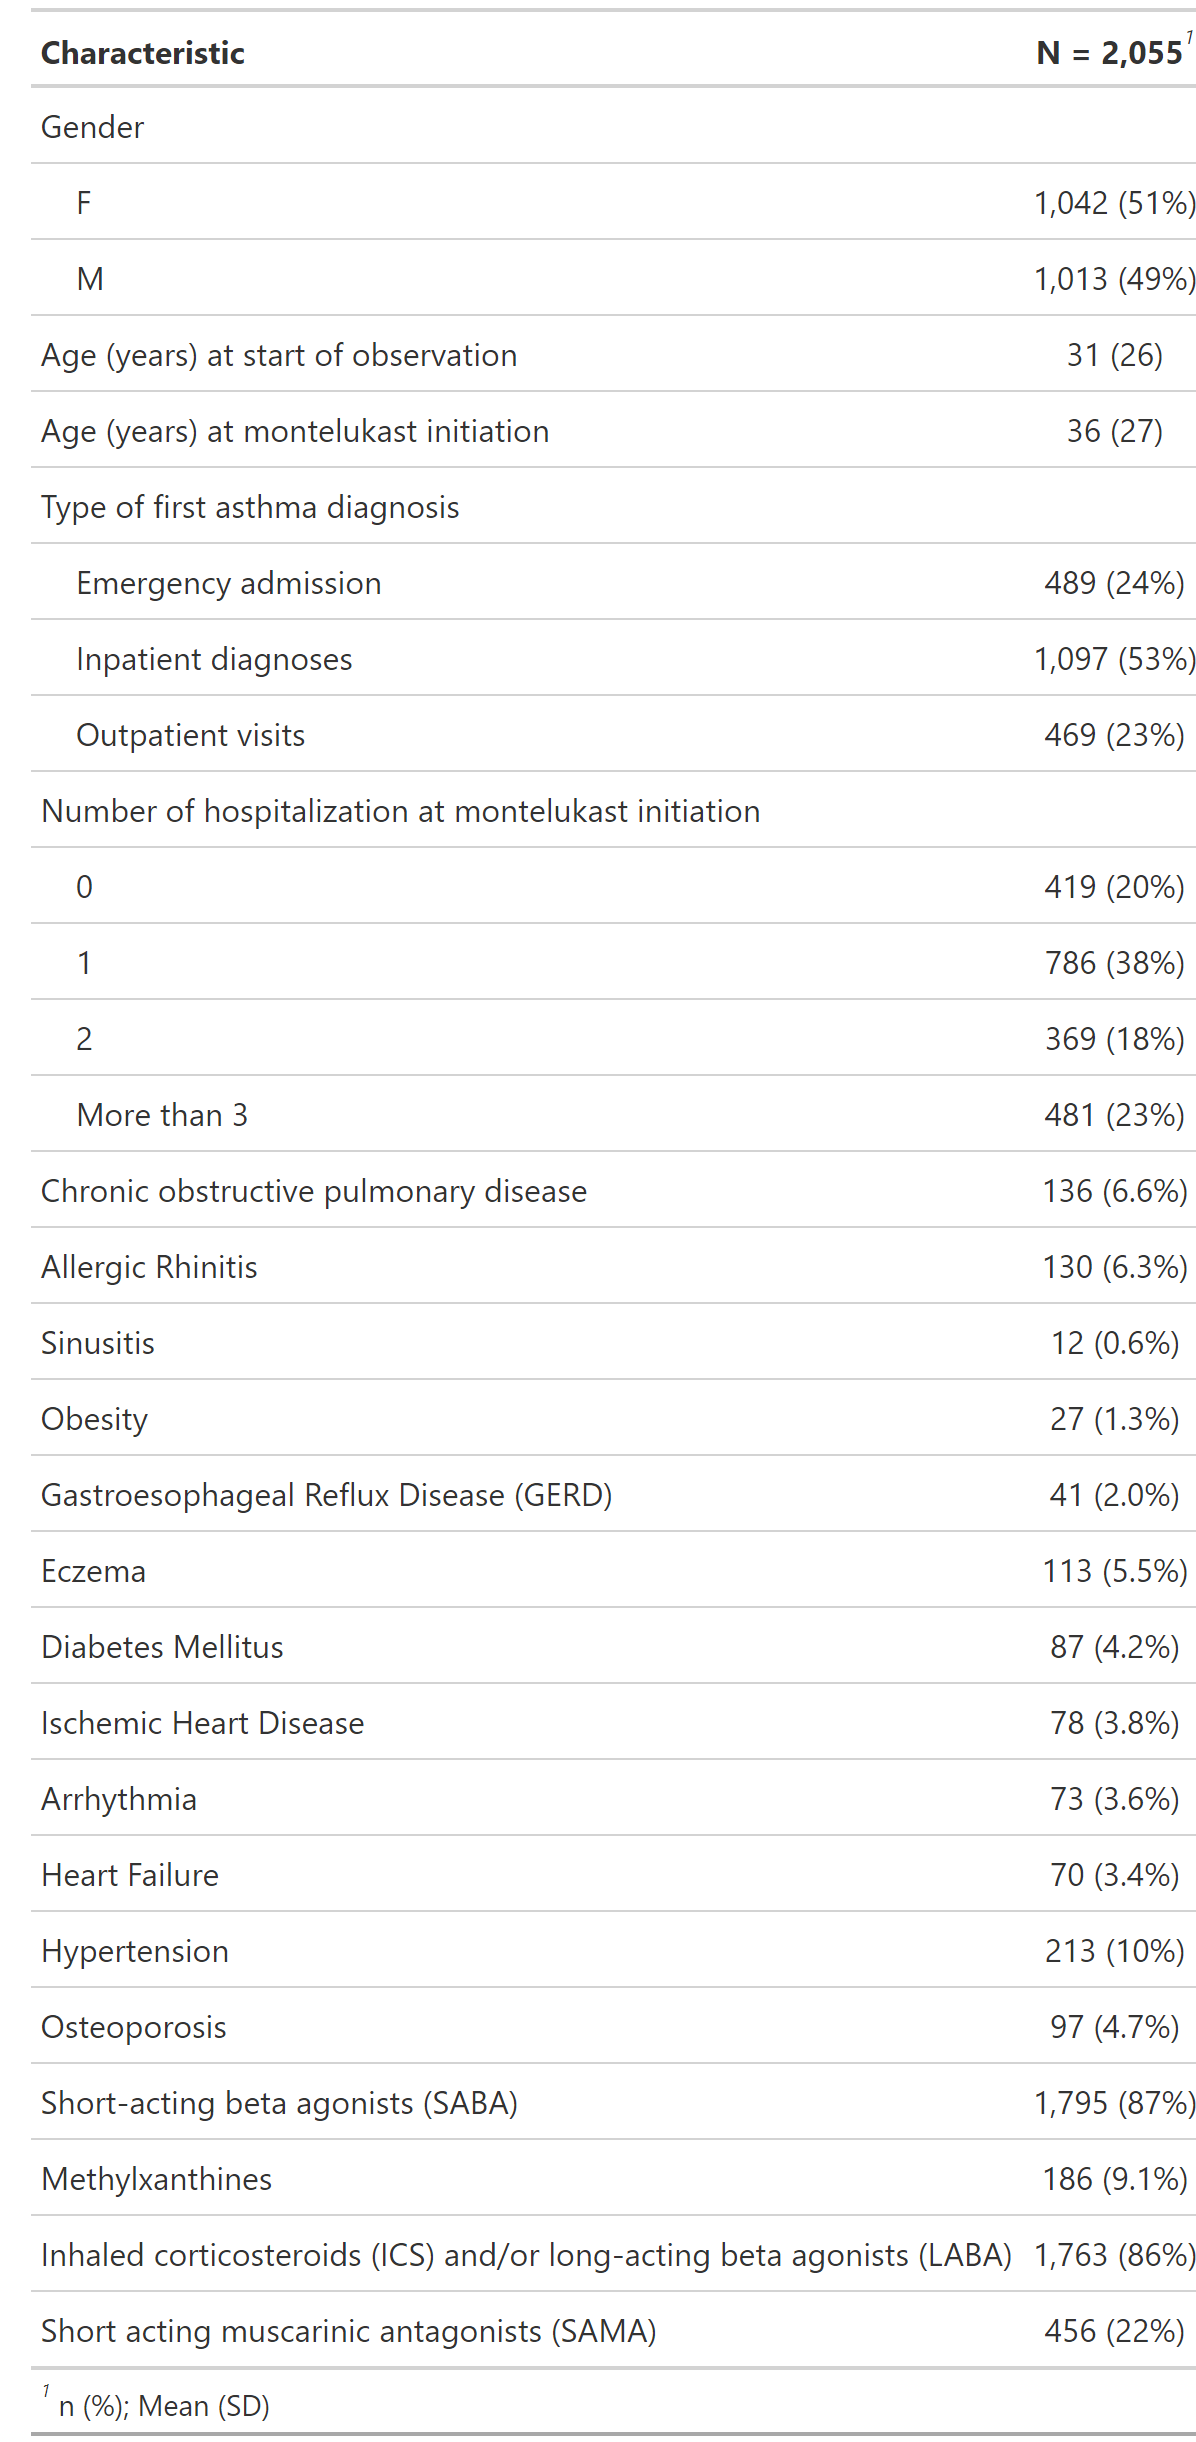 Characteristic N = 2,055¹
Gender
F 1,042 (51%)
M 1,013 (49%)
Age (years) at start of observation 31 (26)
Age (years) at montelukast initiation 36 (27)
Type of first asthma diagnosis
Emergency admission 489 (24%)
Inpatient diagnoses 1,097 (53%)
Outpatient visits 469 (23%)
Number of hospitalization at montelukast initiation
0 419 (20%)
1 786 (38%)
2 369 (18%)
More than 3 481 (23%)
Chronic obstructive pulmonary disease 136 (6.6%)
Allergic Rhinitis 130 (6.3%)
Sinusitis 12 (0.6%)
Obesity 27 (1.3%)
Gastroesophageal Reflux Disease (GERD) 41 (2.0%)
Eczema 113 (5.5%)
Diabetes Mellitus 87 (4.2%)
Ischemic Heart Disease 78 (3.8%)
Arrhythmia 73 (3.6%)
Heart Failure 70 (3.4%)
Hypertension 213 (10%)
Osteoporosis 97 (4.7%)
Short-acting beta agonists (SABA) 1,795 (87%)
Methylxanthines 186 (9.1%)
Inhaled corticosteroids (ICS) and/or long-acting beta agonists (LABA) 1,763 (86%)
Short acting muscarinic antagonists (SAMA) 456 (22%)
¹ n (%); Mean (SD)